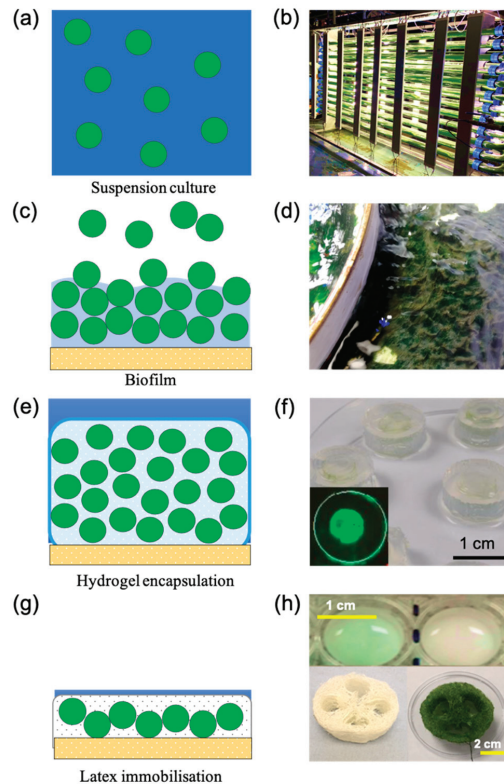 (a)
(b)
Suspension culture
(c)
(d)
Biofilm
(e)
(f)
1 cm
Hydrogel encapsulation
(g)
(h)
1 cm
2 cm
Latex immobilisation